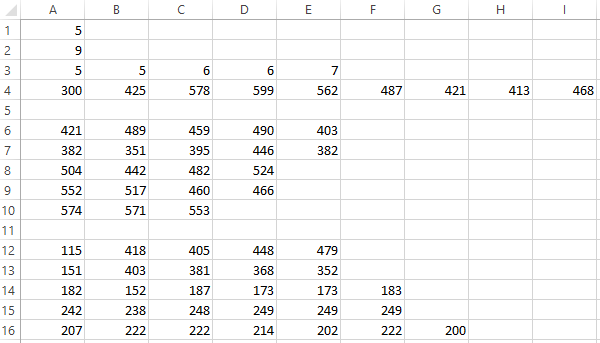 A B C D E F G H I
1 5
2 9
3 5 5 6 6 7
4 300 425 578 599 562 487 421 413 468
5
6 421 489 459 490 403
7 382 351 395 446 382
8 504 442 482 524
9 552 517 460 466
10 574 571 553
11
12 115 418 405 448 479
13 151 403 381 368 352
14 182 152 187 173 173 183
15 242 238 248 249 249 249
16 207 222 222 214 202 222 200